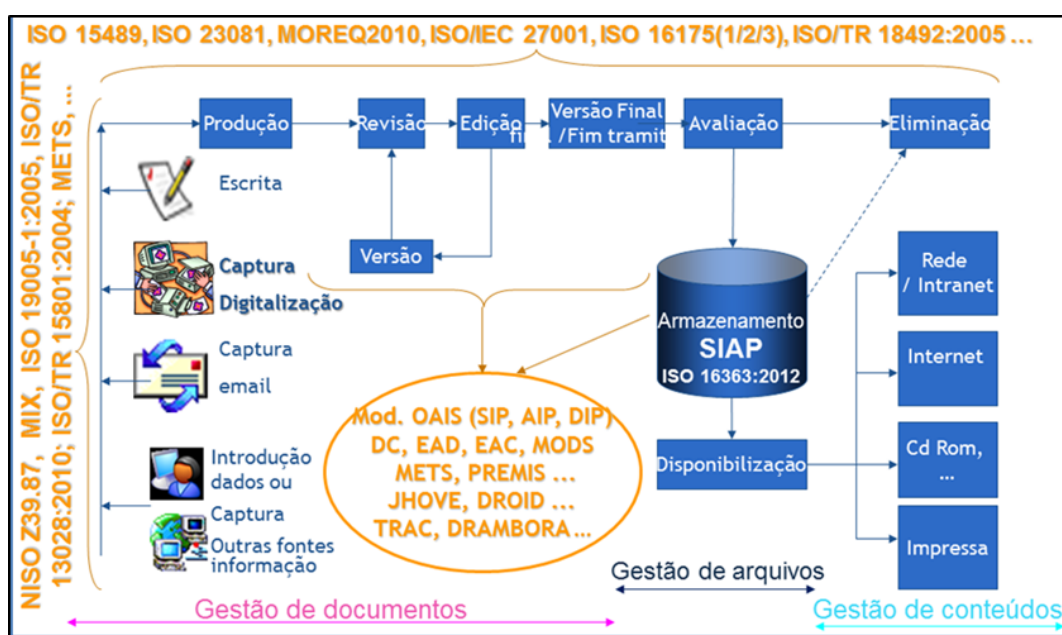 ISO 15489, ISO 23081, MOREQ2010, ISO/IEC 27001, ISO 16175(1/2/3), ISO/TR 18492:2005 ...
NISO Z39.87, MIX, ISO 19005-1:2005, ISO/TR
13028:2010; ISO/TR 15801:2004; METS, ...
Produção
Revisão
Edição
final
Versão Final
/Fim tramit
Avaliação
Eliminação
Escrita
Versão
Captura
Digitalização
Captura
email
Introdução
dados ou
Captura
Outras fontes
informação
Armazenamento
SIAP
ISO 16363:2012
Rede
/ Intranet
Internet
Cd Rom,
...
Impressa
Disponibilização
Mod. OAIS (SIP, AIP, DIP)
DC, EAD, EAC, MODS
METS, PREMIS ...
JHOVE, DROID ...
TRAC, DRAMBORA ...
Gestão de documentos
Gestão de arquivos
Gestão de conteúdos